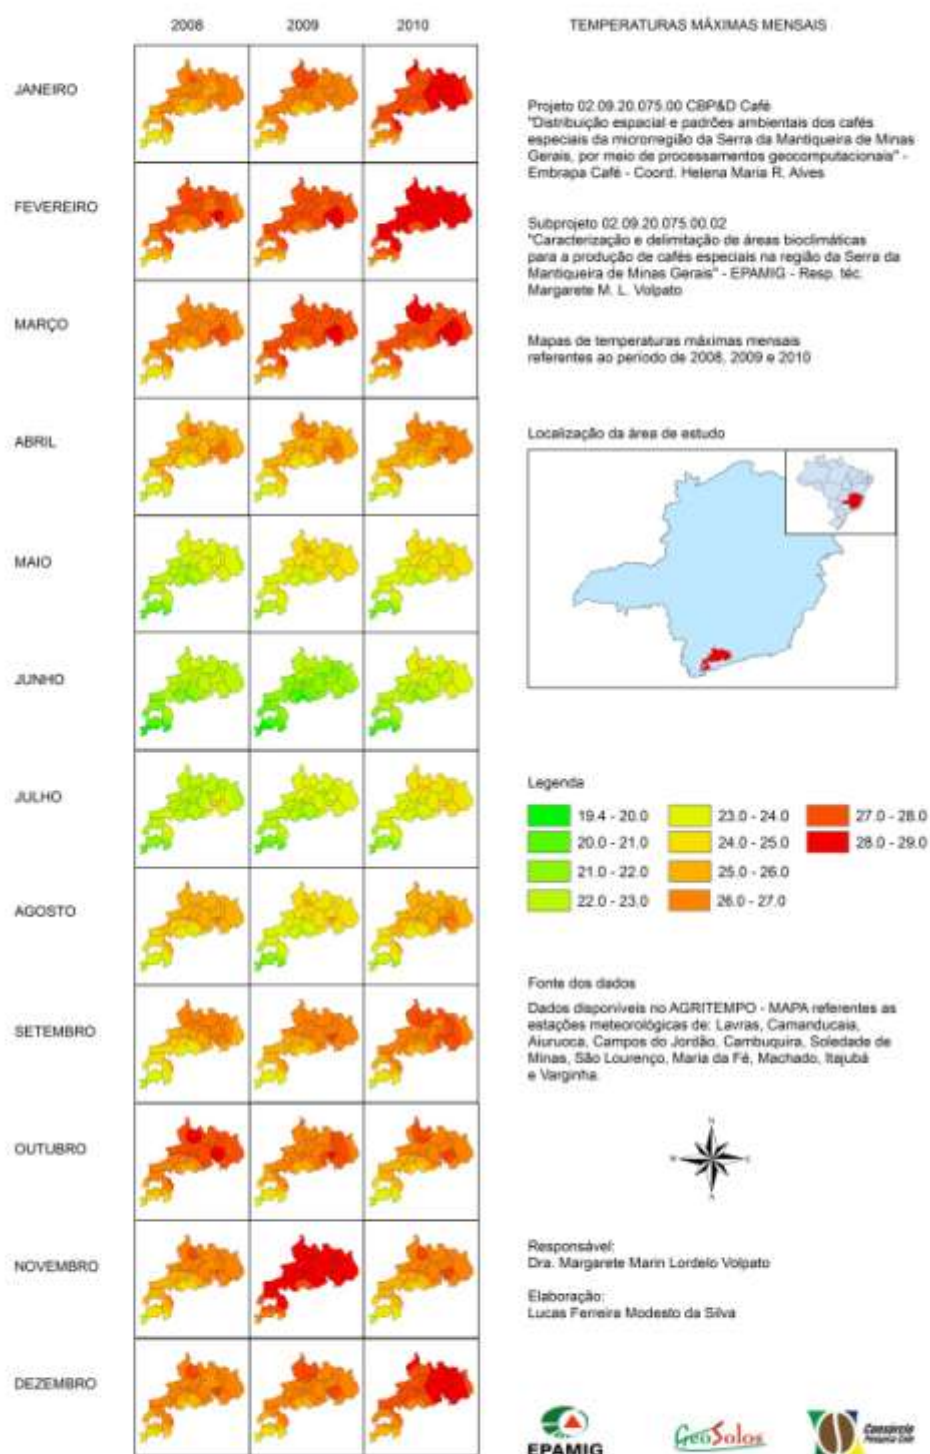 2008 2009 2010
TEMPERATURAS MÁXIMAS MENSAIS
JANEIRO
FEVEREIRO
MARÇO
ABRIL
MAIO
JUNHO
JULHO
AGOSTO
SETEMBRO
OUTUBRO
NOVEMBRO
DEZEMBRO
Projeto 02.09.20.075.00 CBP&D Café
"Distribuição espacial e padrões ambientais dos cafés
especiais da microrregião da Serra da Mantiqueira de Minas
Gerais, por meio de processamentos geocomputacionais" -
Embrapa Café - Coord. Helena Maria R. Alves
Subprojeto 02.09.20.075.00.02
"Caracterização e delimitação de áreas bioclimáticas
para a produção de cafés especiais na região da Serra da
Mantiqueira de Minas Gerais" - EPAMIG - Resp. téc.
Margarete M. L. Volpato
Mapas de temperaturas máximas mensais
referentes ao período de 2008, 2009 e 2010
Localização da área de estudo
Legenda
19.4 - 20.0 23.0 - 24.0 27.0 - 28.0
20.0 - 21.0 24.0 - 25.0 28.0 - 29.0
21.0 - 22.0 25.0 - 26.0
22.0 - 23.0 26.0 - 27.0
Fonte dos dados
Dados disponíveis no AGRITEMPO - MAPA referentes as
estações meteorológicas de: Lavras, Camanducaia,
Aiuruoca, Campos do Jordão, Cambuquira, Soledade de
Minas, São Lourenço, Maria da Fé, Machado, Itajubá
e Varginha.
Responsável:
Dra. Margarete Marin Lordelo Volpato
Elaboração:
Lucas Ferreira Modesto da Silva
EPAMIG
GeoSolos
Consórcio